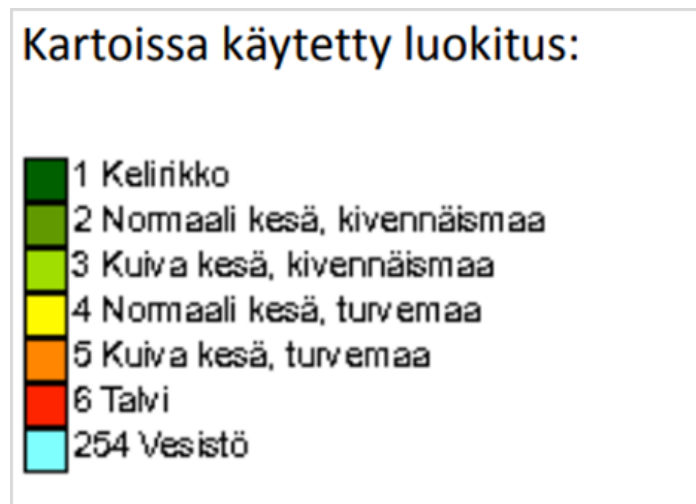 Kartoissa käytetty luokitus:
1 Kelirikko
2 Normaali kesä, kivennäismaa
3 Kuiva kesä, kivennäismaa
4 Normaali kesä, turvemaa
5 Kuiva kesä, turvemaa
6 Talvi
254 Vesistö